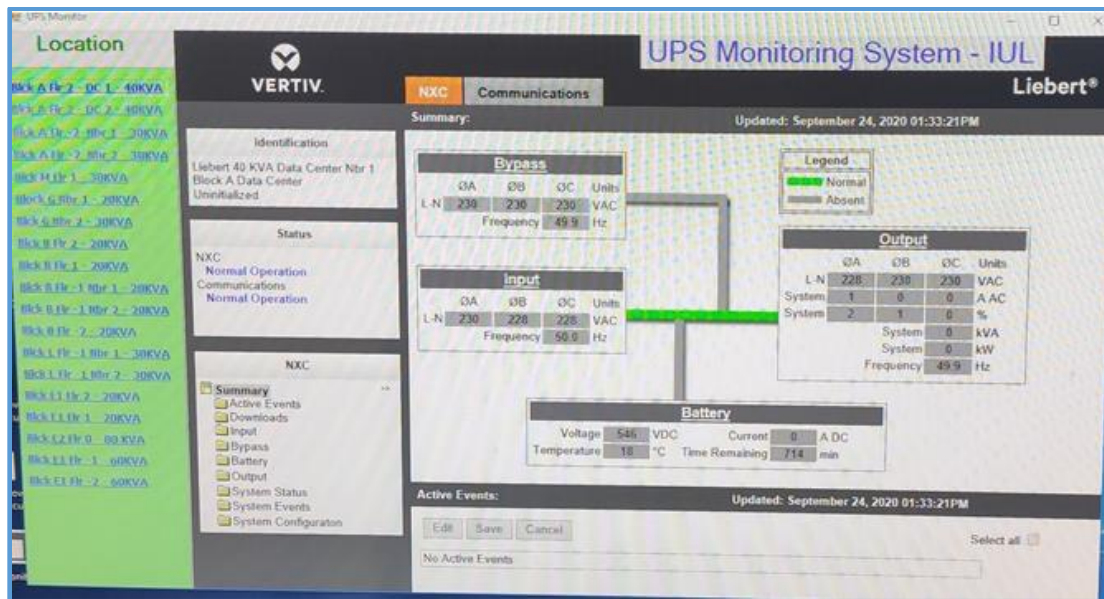 UPS Monitor
Location
Blck A Flr 2 - DC 1 - 40KVA
Blck A Flr 2 - DC 2 - 40KVA
Blck A Flr -2 Nbr 1 - 30KVA
Blck A Flr -2 Nbr 2 - 30KVA
Blck M Flr 1 - 30KVA
Block G Nbr 1 - 20KVA
Blck G Nbr 2 - 30KVA
Blck B Flr 2 - 20KVA
Blck B Flr 1 - 20KVA
Blck B Flr -1 Nbr 1 - 20KVA
Blck B Flr -1 Nbr 2 - 20KVA
Blck B Flr -2 - 20KVA
Blck L Flr -1 Nbr 1 - 30KVA
Blck L Flr -1 Nbr 2 - 30KVA
Blck E1 Flr 2 - 20KVA
Blck E1 Flr 1 - 20KVA
Blck E2 Flr 0 - 80 KVA
Blck E1 Flr -1 - 60KVA
Blck E1 Flr -2 - 60KVA
VERTIV.
UPS Monitoring System - IUL
Liebert®
NXC Communications
Identification
Liebert 40 KVA Data Center Nbr 1
Block A Data Center
Uninitialized
Status
NXC
Normal Operation
Communications
Normal Operation
NXC
Summary
Active Events
Downloads
Input
Bypass
Battery
Output
System Status
System Events
System Configuraton
Summary: Updated: September 24, 2020 01:33:21PM
Bypass
ØA ØB ØC Units
L-N 230 230 230 VAC
Frequency 49.9 Hz
Legend
Normal
Absent
Input
ØA ØB ØC Units
L-N 230 228 228 VAC
Frequency 50.0 Hz
Output
ØA ØB ØC Units
L-N 228 230 230 VAC
System 1 0 0 A AC
System 2 1 0 %
System 0 kVA
System 0 kW
Frequency 49.9 Hz
Battery
Voltage 546 VDC Current 0 A DC
Temperature 18 °C Time Remaining 714 min
Active Events: Updated: September 24, 2020 01:33:21PM
Edit Save Cancel
Select all
No Active Events